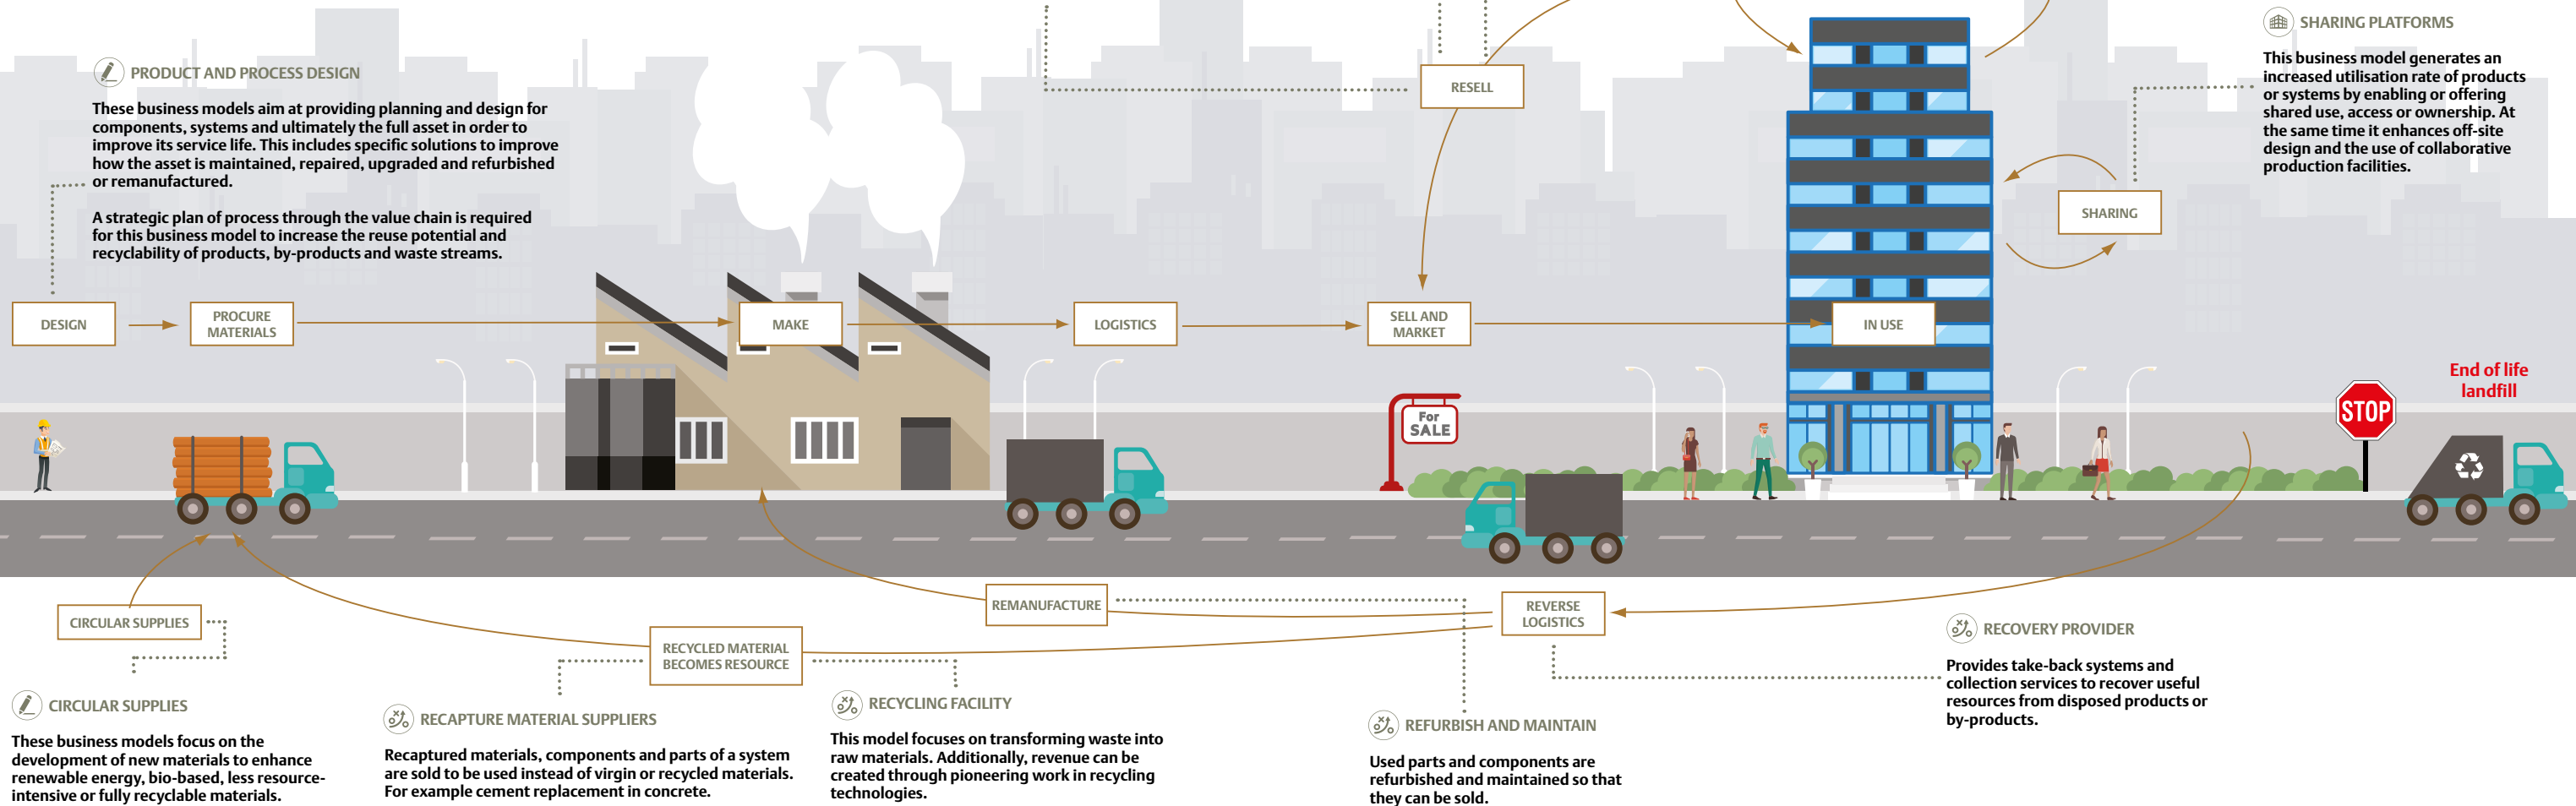 PRODUCT AND PROCESS DESIGN
These business models aim at providing planning and design for
components, systems and ultimately the full asset in order to
improve its service life. This includes specific solutions to improve
how the asset is maintained, repaired, upgraded and refurbished
or remanufactured.
A strategic plan of process through the value chain is required
for this business model to increase the reuse potential and
recyclability of products, by-products and waste streams.
RESELL
SHARING PLATFORMS
This business model generates an
increased utilisation rate of products
or systems by enabling or offering
shared use, access or ownership. At
the same time it enhances off-site
design and the use of collaborative
production facilities.
SHARING
DESIGN
PROCURE
MATERIALS
MAKE
LOGISTICS
SELL AND
MARKET
IN USE
End of life
landfill
STOP
For
SALE
CIRCULAR SUPPLIES
RECYCLED MATERIAL
BECOMES RESOURCE
REMANUFACTURE
REVERSE
LOGISTICS
CIRCULAR SUPPLIES
These business models focus on the
development of new materials to enhance
renewable energy, bio-based, less resource-
intensive or fully recyclable materials.
RECAPTURE MATERIAL SUPPLIERS
Recaptured materials, components and parts of a system
are sold to be used instead of virgin or recycled materials.
For example cement replacement in concrete.
RECYCLING FACILITY
This model focuses on transforming waste into
raw materials. Additionally, revenue can be
created through pioneering work in recycling
technologies.
REFURBISH AND MAINTAIN
Used parts and components are
refurbished and maintained so that
they can be sold.
RECOVERY PROVIDER
Provides take-back systems and
collection services to recover useful
resources from disposed products or
by-products.